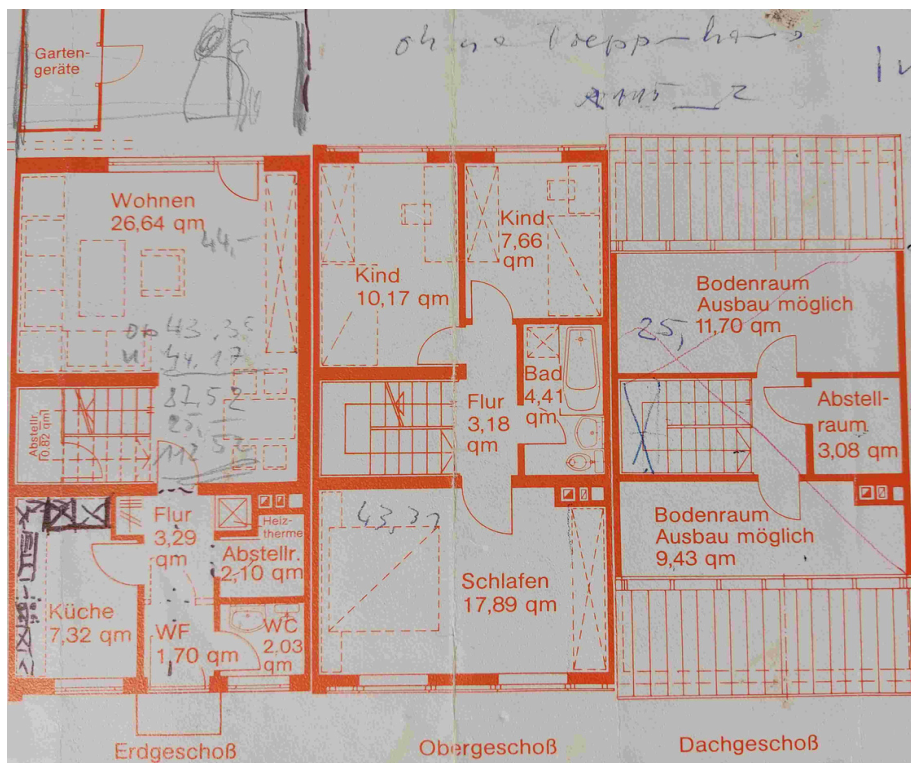 Garten-
geräte
ohne Treppenhaus
Wohnen
26,64 qm
44,-
43,35
44,17
87,52
25,-
112,52
Abstellr.
0,82 qm
Flur
3,29
qm
Heiz-
therme
Abstellr.
2,10 qm
Küche
7,32 qm
WF
1,70 qm
WC
2,03
qm
Erdgeschoß
Kind
10,17 qm
Kind
7,66
qm
Bad
4,41
qm
Flur
3,18
qm
43,31
Schlafen
17,89 qm
Obergeschoß
Bodenraum
Ausbau möglich
11,70 qm
25,
Abstell-
raum
3,08 qm
Bodenraum
Ausbau möglich
9,43 qm
Dachgeschoß